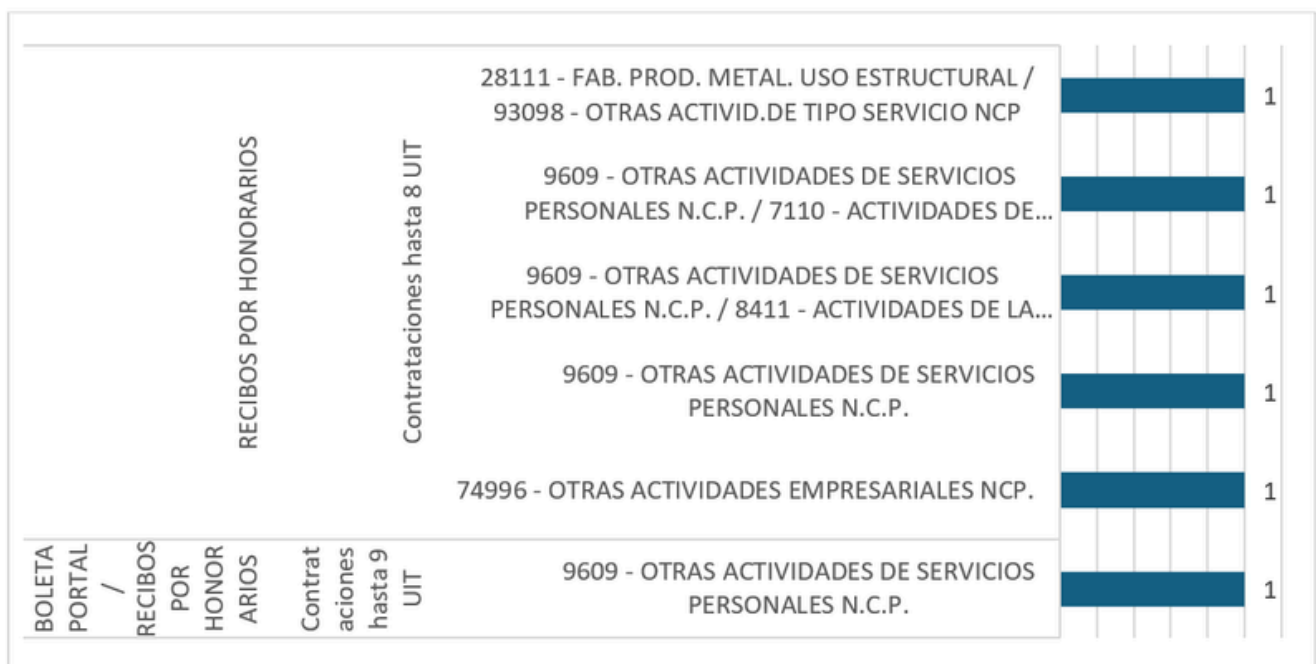 RECIBOS POR HONORARIOS
Contrataciones hasta 8 UIT
28111 - FAB. PROD. METAL. USO ESTRUCTURAL /
93098 - OTRAS ACTIVID.DE TIPO SERVICIO NCP
1
9609 - OTRAS ACTIVIDADES DE SERVICIOS
PERSONALES N.C.P. / 7110 - ACTIVIDADES DE...
1
9609 - OTRAS ACTIVIDADES DE SERVICIOS
PERSONALES N.C.P. / 8411 - ACTIVIDADES DE LA...
1
9609 - OTRAS ACTIVIDADES DE SERVICIOS
PERSONALES N.C.P.
1
74996 - OTRAS ACTIVIDADES EMPRESARIALES NCP.
1
BOLETA
PORTAL
/
RECIBOS
POR
HONOR
ARIOS
Contrat
aciones
hasta 9
UIT
9609 - OTRAS ACTIVIDADES DE SERVICIOS
PERSONALES N.C.P.
1